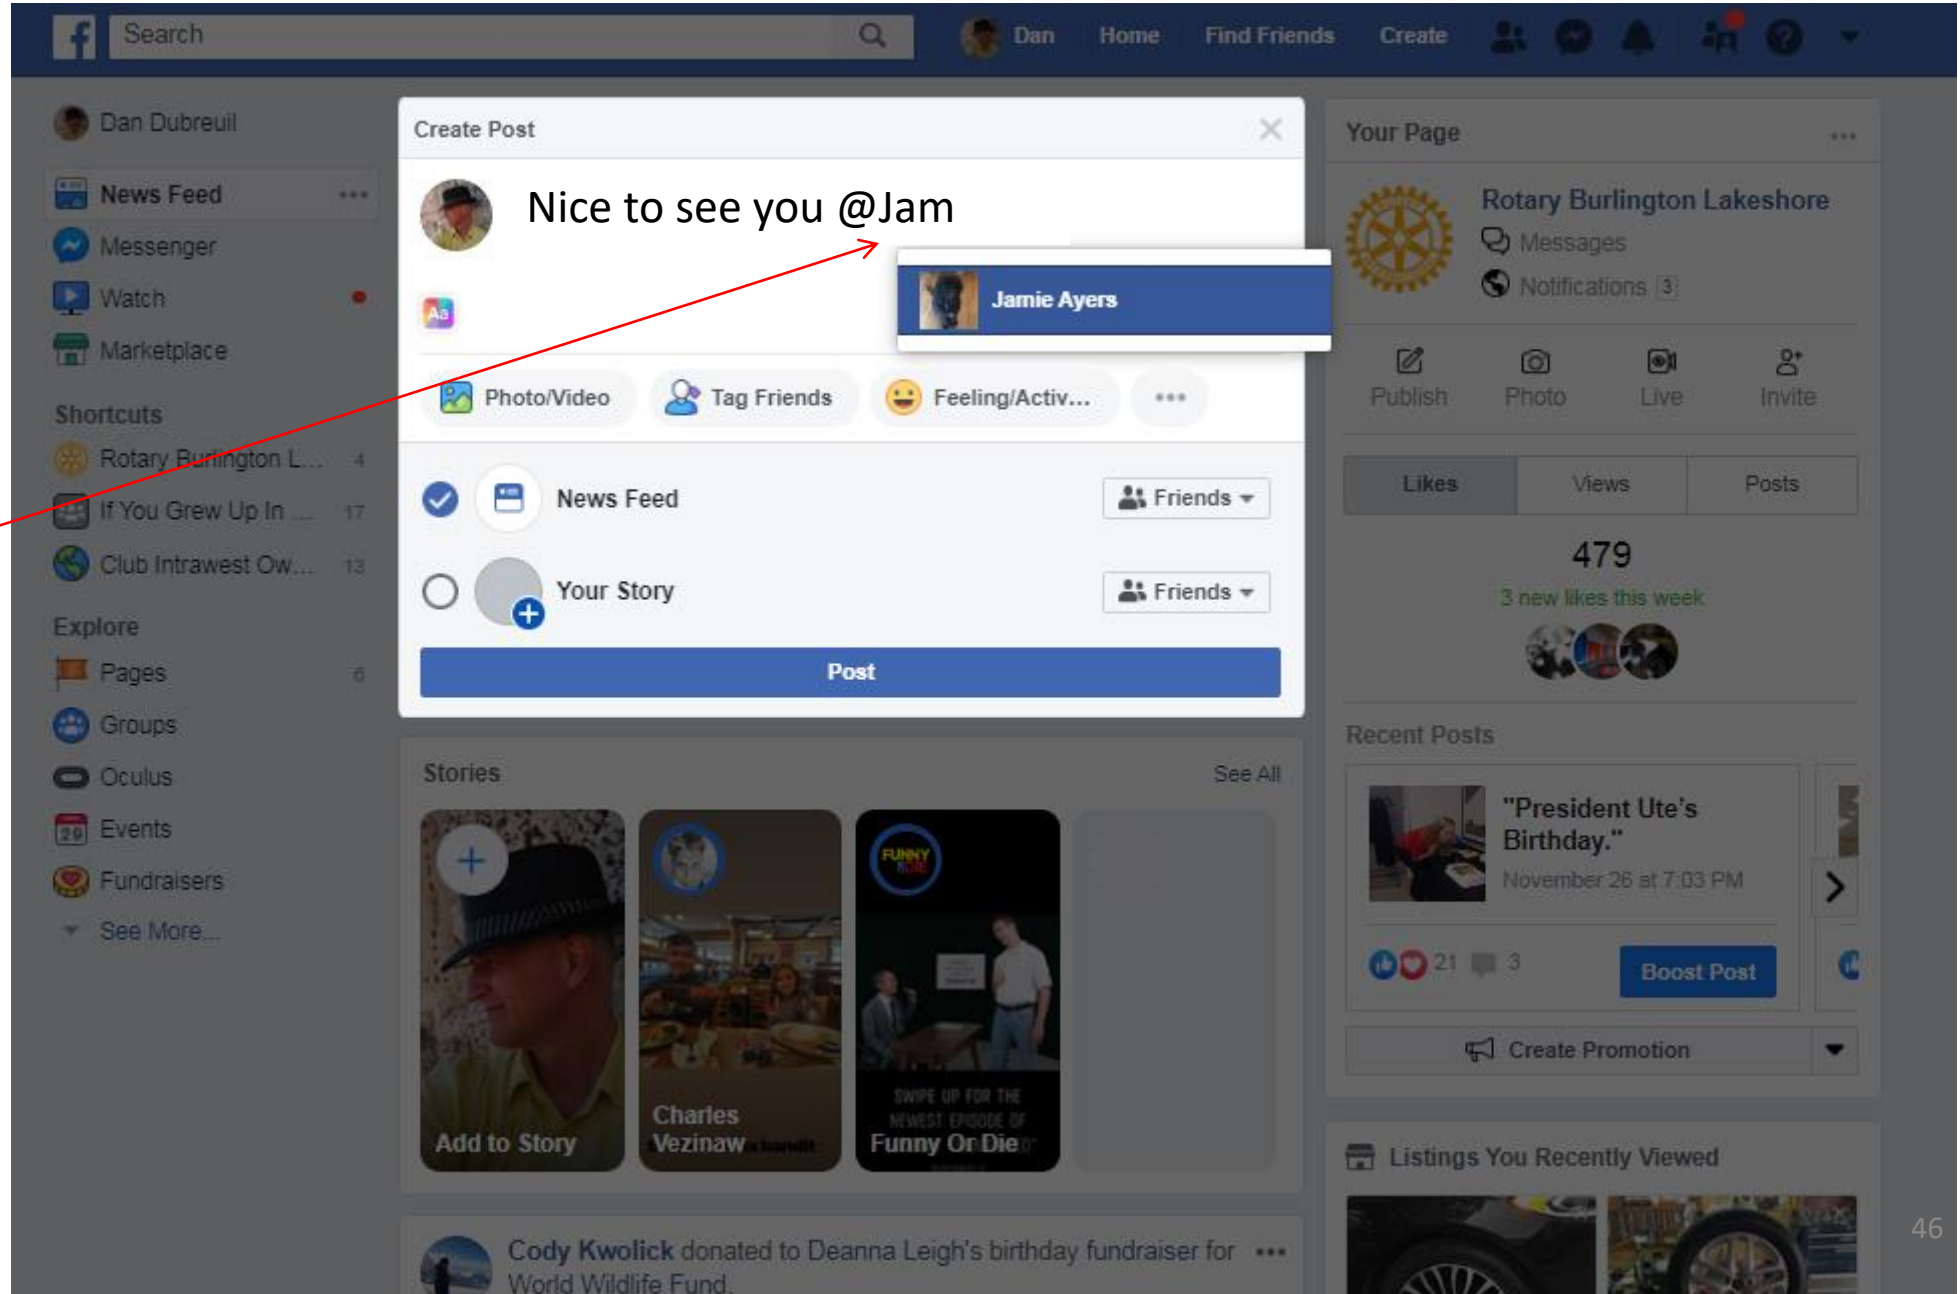 Search
Dan Home Find Friends Create
Dan Dubreuil
News Feed
Messenger
Watch
Marketplace
Shortcuts
Rotary Burlington L... 4
If You Grew Up In ... 17
Club Intrawest Ow... 13
Explore
Pages 6
Groups
Oculus
29 Events
Fundraisers
See More...
Create Post
Nice to see you @Jam
Jamie Ayers
Aa
Photo/Video Tag Friends Feeling/Activ...
News Feed Friends
Your Story Friends
Post
Stories See All
Add to Story
Charles
Vezinaw
FUNNY
OR DIE
SWIPE UP FOR THE
NEWEST EPISODE OF
Funny Or Die
Cody Kwolick donated to Deanna Leigh's birthday fundraiser for
World Wildlife Fund.
Your Page
Rotary Burlington Lakeshore
Messages
Notifications 3
Publish Photo Live Invite
Likes Views Posts
479
3 new likes this week
Recent Posts
"President Ute's
Birthday."
November 26 at 7:03 PM
21 3 Boost Post
Create Promotion
Listings You Recently Viewed
46